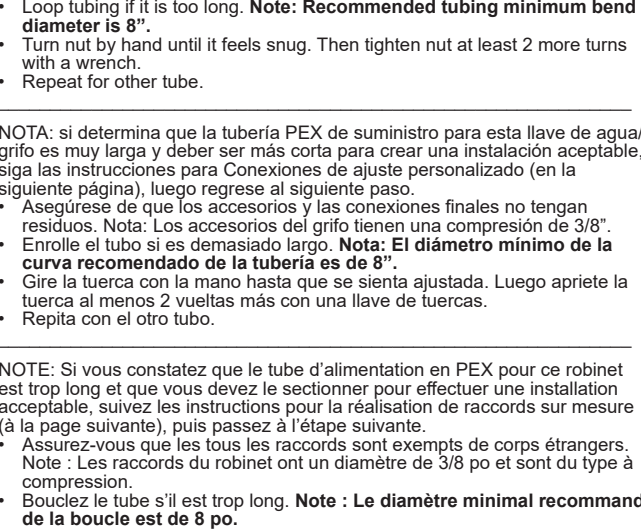 • Loop tubing if it is too long. Note: Recommended tubing minimum bend
diameter is 8”.
• Turn nut by hand until it feels snug. Then tighten nut at least 2 more turns
with a wrench.
• Repeat for other tube.
NOTA: si determina que la tubería PEX de suministro para esta llave de agua/
grifo es muy larga y deber ser más corta para crear una instalación aceptable,
siga las instrucciones para Conexiones de ajuste personalizado (en la
siguiente página), luego regrese al siguiente paso.
• Asegúrese de que los accesorios y las conexiones finales no tengan
residuos. Nota: Los accesorios del grifo tienen una compresión de 3/8”.
• Enrolle el tubo si es demasiado largo. Nota: El diámetro mínimo de la
curva recomendado de la tubería es de 8”.
• Gire la tuerca con la mano hasta que se sienta ajustada. Luego apriete la
tuerca al menos 2 vueltas más con una llave de tuercas.
• Repita con el otro tubo.
NOTE: Si vous constatez que le tube d’alimentation en PEX pour ce robinet
est trop long et que vous devez le sectionner pour effectuer une installation
acceptable, suivez les instructions pour la réalisation de raccords sur mesure
(à la page suivante), puis passez à l’étape suivante.
• Assurez-vous que les tous les raccords sont exempts de corps étrangers.
Note : Les raccords du robinet ont un diamètre de 3/8 po et sont du type à
compression.
• Bouclez le tube s’il est trop long. Note : Le diamètre minimal recommand
de la boucle est de 8 po.